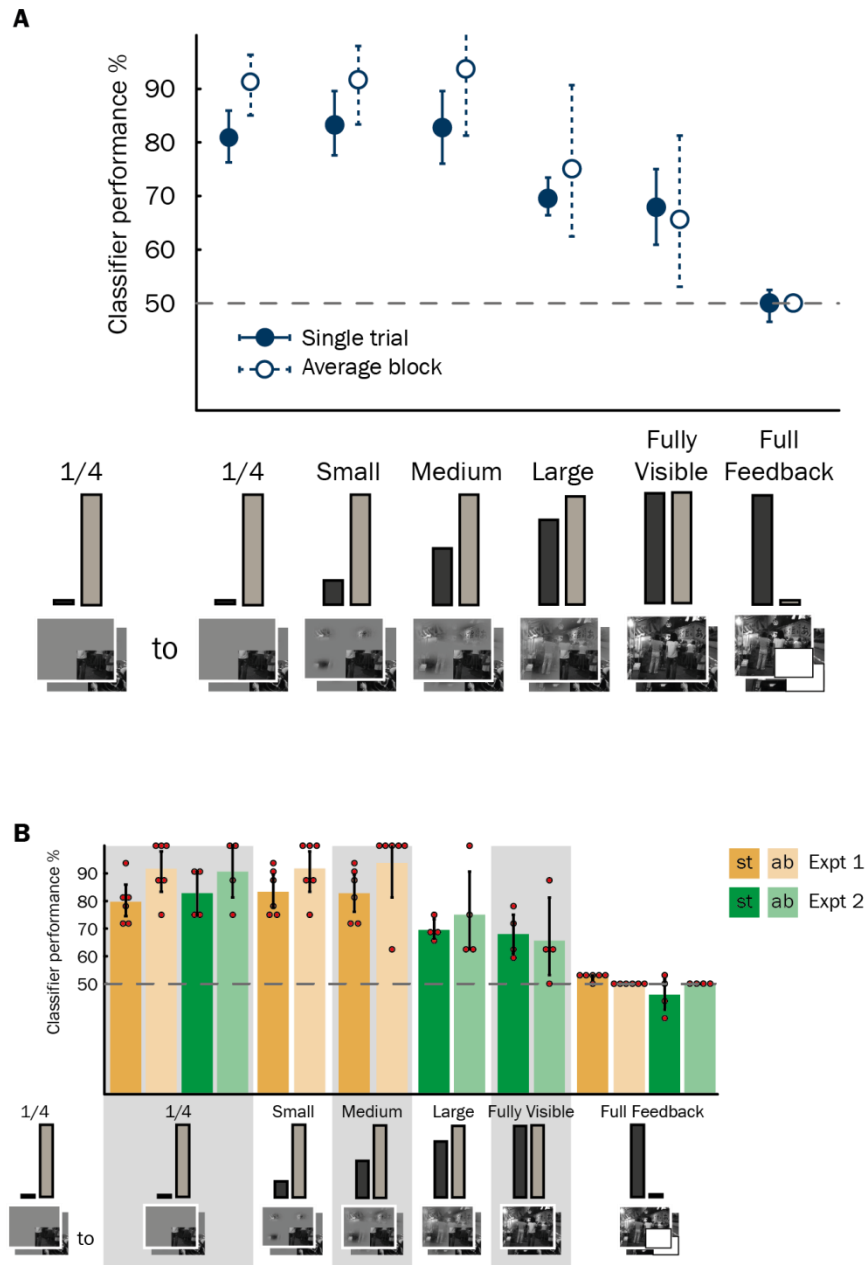 A
Classifier performance %
90
80
70
60
50
Single trial
Average block
Fully
Full
1/4
1/4
Small
Medium
Large
Visible
Feedback
to
B
Classifier performance %
90
80
70
60
50
st
ab
Expt 1
st
ab
Expt 2
1/4
1/4
Small
Medium
Large
Fully Visible
Full Feedback
to